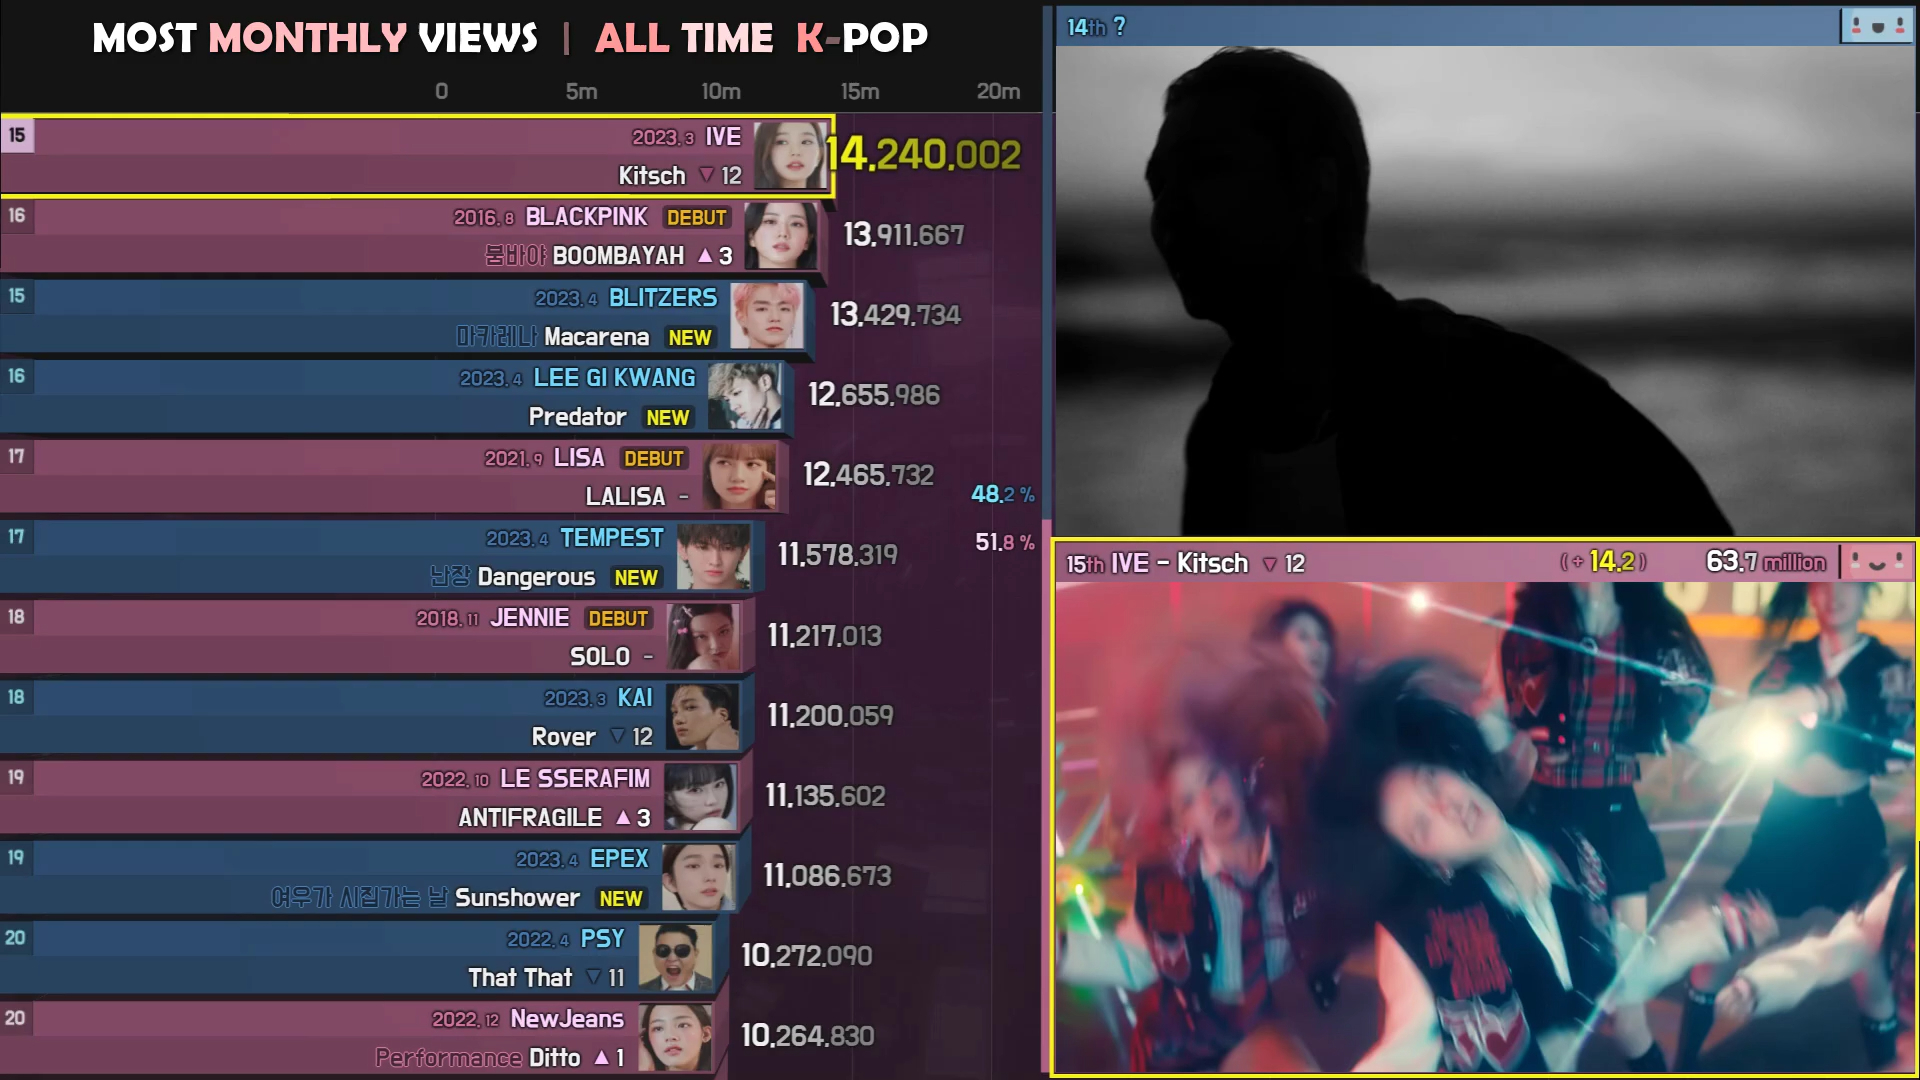 MOST MONTHLY VIEWS | ALL TIME K-POP
0 5m 10m 15m 20m
15 2023. 3 IVE
Kitsch ▼ 12
14,240,002
16 2016. 8 BLACKPINK DEBUT
붐바야 BOOMBAYAH ▲ 3
13,911,667
15 2023. 4 BLITZERS
마카레나 Macarena NEW
13,429,734
16 2023. 4 LEE GI KWANG
Predator NEW
12,655,986
17 2021. 9 LISA DEBUT
LALISA -
12,465,732
48.2 %
17 2023. 4 TEMPEST
난장 Dangerous NEW
11,578,319
51.8 %
18 2018. 11 JENNIE DEBUT
SOLO -
11,217,013
18 2023. 3 KAI
Rover ▼ 12
11,200,059
19 2022. 10 LE SSERAFIM
ANTIFRAGILE ▲ 3
11,135,602
19 2023. 4 EPEX
여우가 시집가는 날 Sunshower NEW
11,086,673
20 2022. 4 PSY
That That ▼ 11
10,272,090
20 2022. 12 NewJeans
Performance Ditto ▲ 1
10,264,830
14th ?
15th IVE - Kitsch ▼ 12 (+ 14.2) 63.7 million